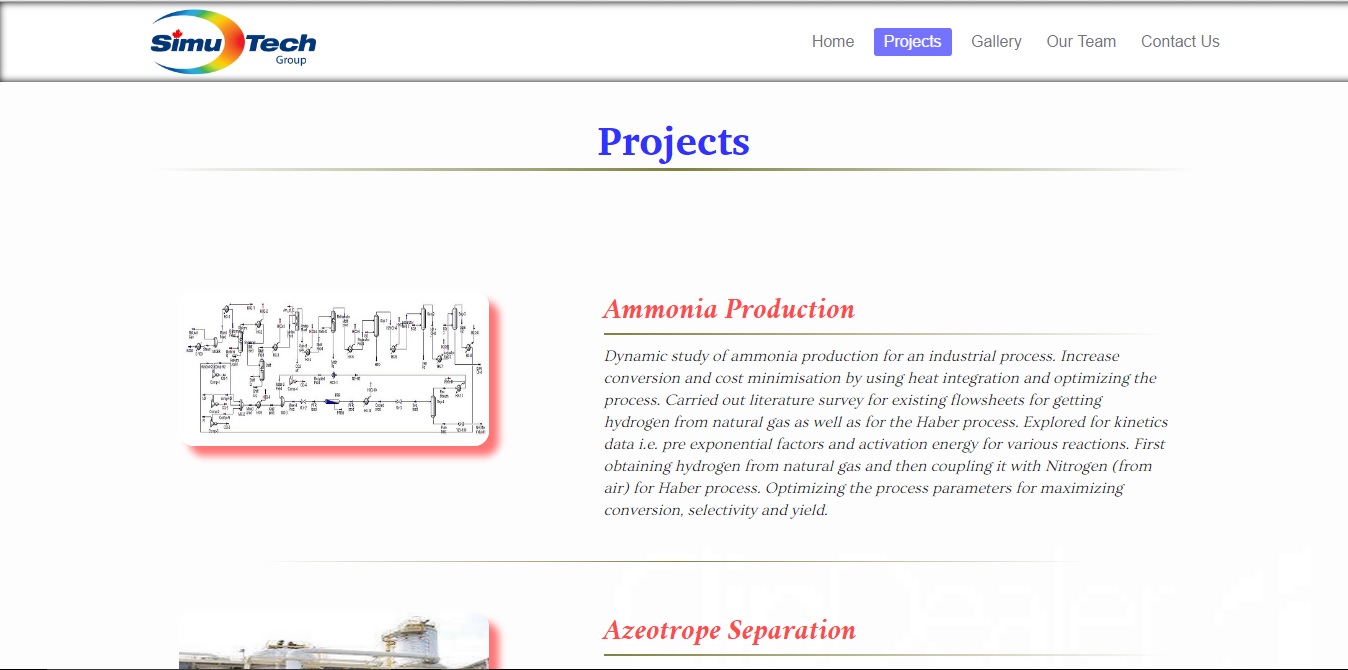 Simu Tech
Group
Home Projects Gallery Our Team Contact Us
Projects
Ammonia Production
Dynamic study of ammonia production for an industrial process. Increase
conversion and cost minimisation by using heat integration and optimizing the
process. Carried out literature survey for existing flowsheets for getting
hydrogen from natural gas as well as for the Haber process. Explored for kinetics
data i.e. pre exponential factors and activation energy for various reactions. First
obtaining hydrogen from natural gas and then coupling it with Nitrogen (from
air) for Haber process. Optimizing the process parameters for maximizing
conversion, selectivity and yield.
Azeotrope Separation